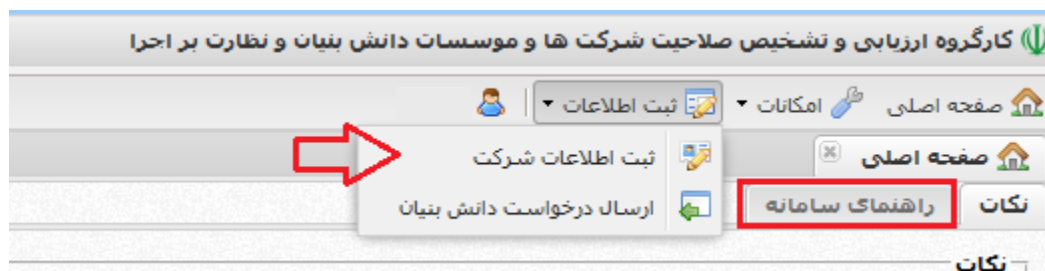 کارگروه ارزیابی و تشخیص صلاحیت شرکت ها و موسسات دانش بنیان و نظارت بر اجرا
صفحه اصلی امکانات ثبت اطلاعات
ثبت اطلاعات شرکت
ارسال درخواست دانش بنیان
صفحه اصلی
نکات راهنمای سامانه
نکات